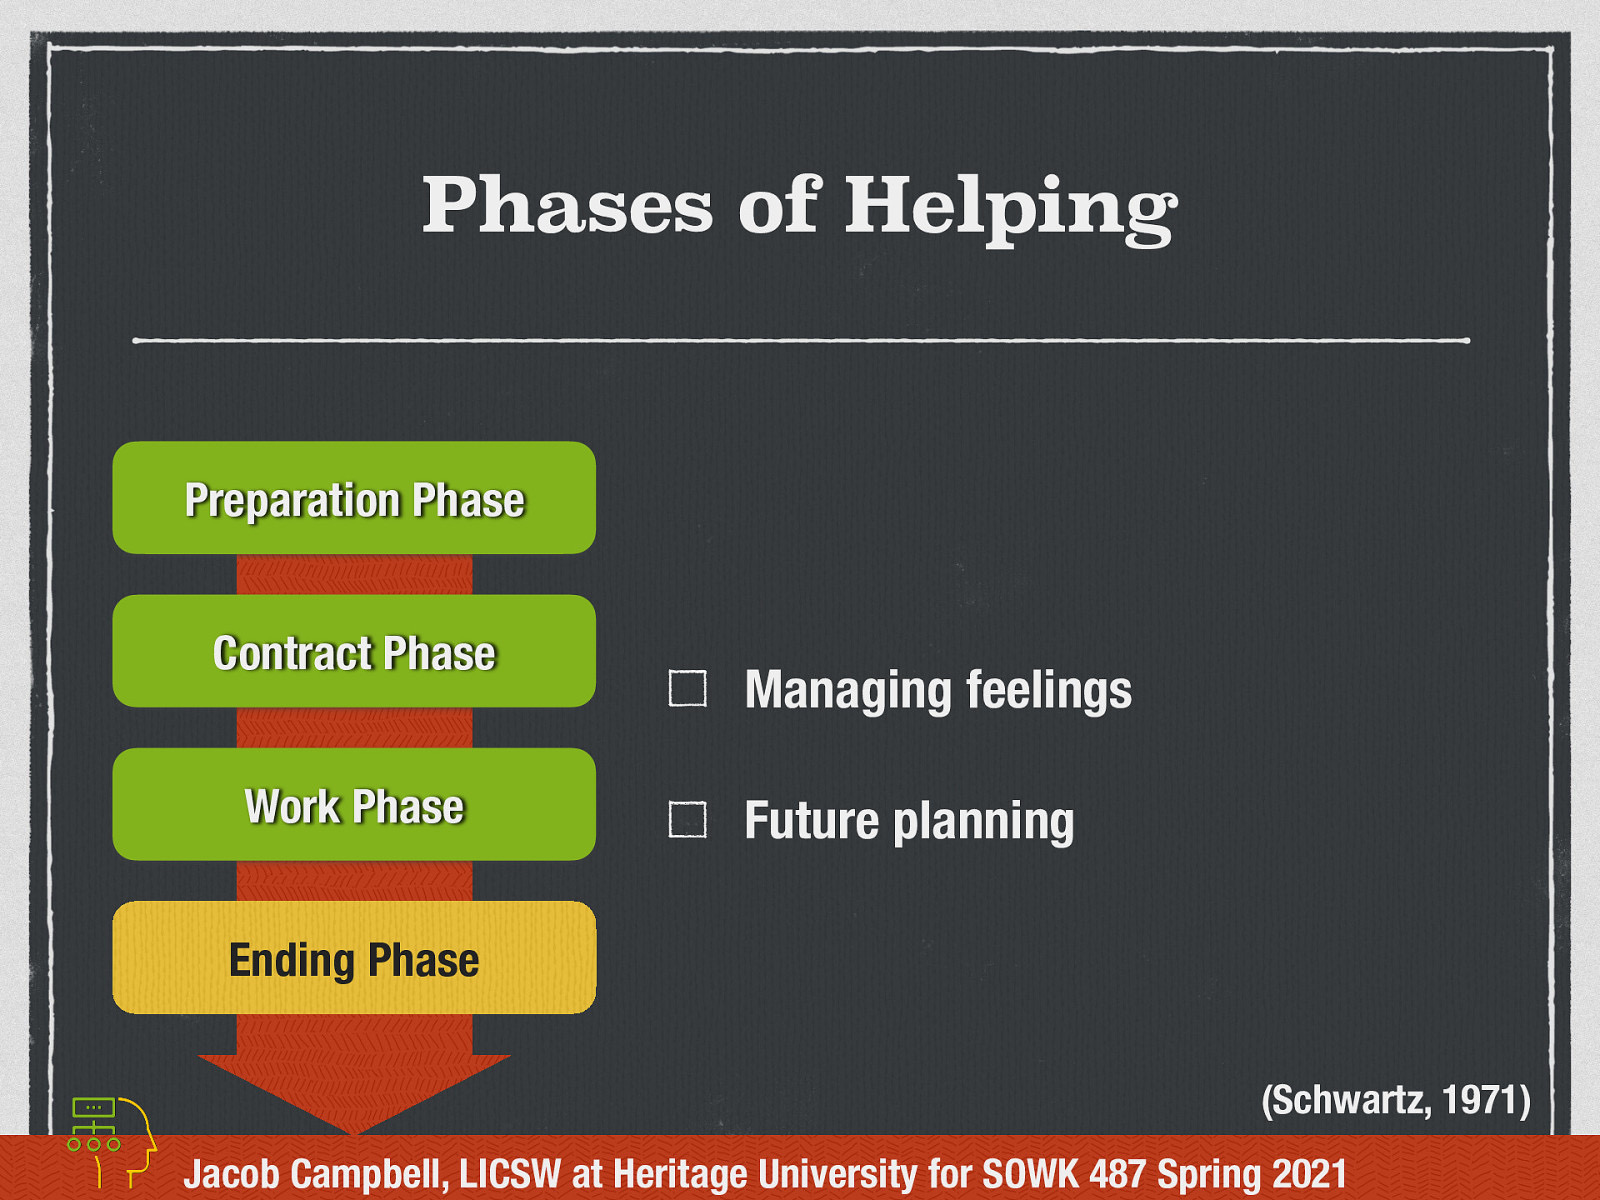 Phases of Helping
Preparation Phase
Contract Phase
Work Phase
Ending Phase
Managing feelings
Future planning
(Schwartz, 1971)
Jacob Campbell, LICSW at Heritage University for SOWK 487 Spring 2021